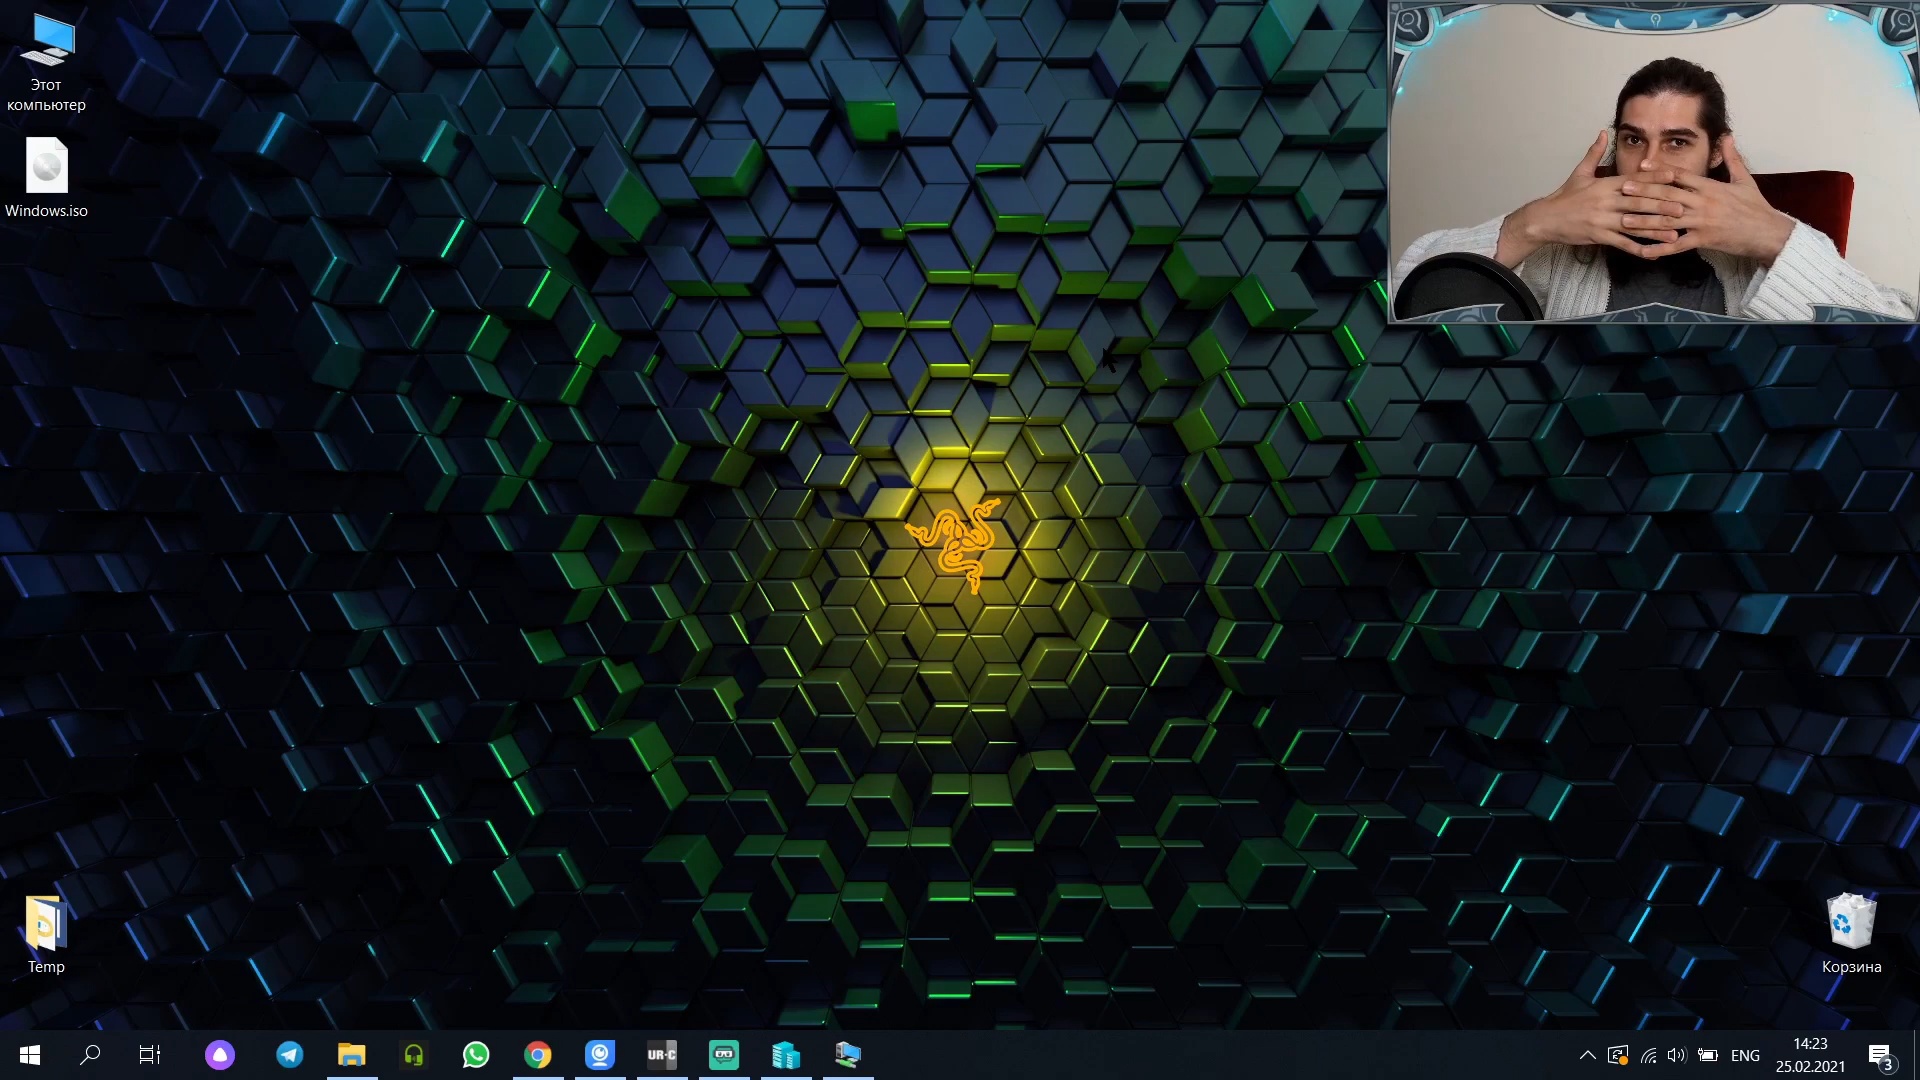 Этот
компьютер
Windows.iso
Temp
Корзина
UR-C
ENG
14:23
25.02.2021
3